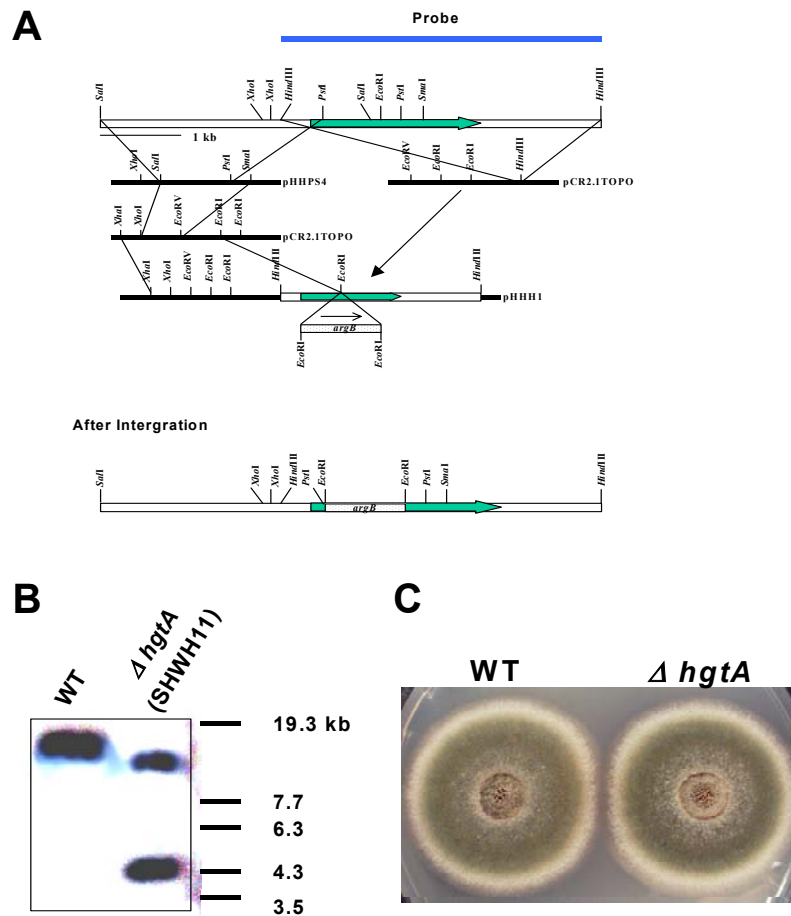 A
Probe
SalI
XhoI
XhoI
HindIII
PstI
SalI
EcoRI
PstI
SmaI
HindIII
1 kb
XbaI
SalI
PstI
SmaI
pHHPS4
EcoRV
EcoRI
EcoRI
HindIII
pCR2.1TOPO
XbaI
XhoI
EcoRV
EcoRI
EcoRI
pCR2.1TOPO
XbaI
XhoI
EcoRV
EcoRI
EcoRI
HindIII
EcoRI
HindIII
pHHH1
argB
EcoRI
EcoRI
After Intergration
SalI
XhoI
XhoI
HindIII
PstI
EcoRI
EcoRI
PstI
SmaI
HindIII
argB
B
WT
Δ hgtA
(SHWH11)
19.3 kb
7.7
6.3
4.3
3.5
C
WT
Δ hgtA